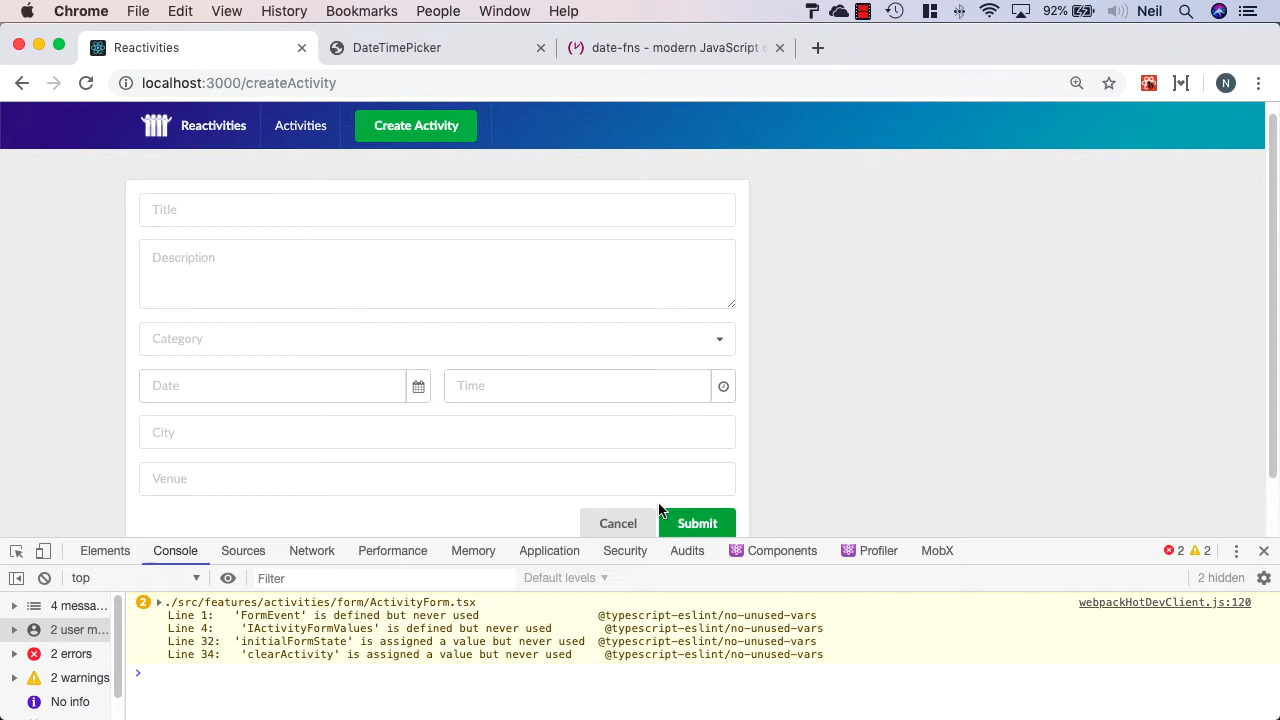 Chrome File Edit View History Bookmarks People Window Help 92% Neil
Reactivities DateTimePicker date-fns - modern JavaScript
localhost:3000/createActivity N
Reactivities Activities Create Activity
Title
Description
Category
Date Time
City
Venue
Cancel Submit
Elements Console Sources Network Performance Memory Application Security Audits Components Profiler MobX 2 2
top Filter Default levels 2 hidden
4 messa...
2 user m...
2 errors
2 warnings
No info
2 ./src/features/activities/form/ActivityForm.tsx webpackHotDevClient.js:120
Line 1: 'FormEvent' is defined but never used @typescript-eslint/no-unused-vars
Line 4: 'IActivityFormValues' is defined but never used @typescript-eslint/no-unused-vars
Line 32: 'initialFormState' is assigned a value but never used @typescript-eslint/no-unused-vars
Line 34: 'clearActivity' is assigned a value but never used @typescript-eslint/no-unused-vars